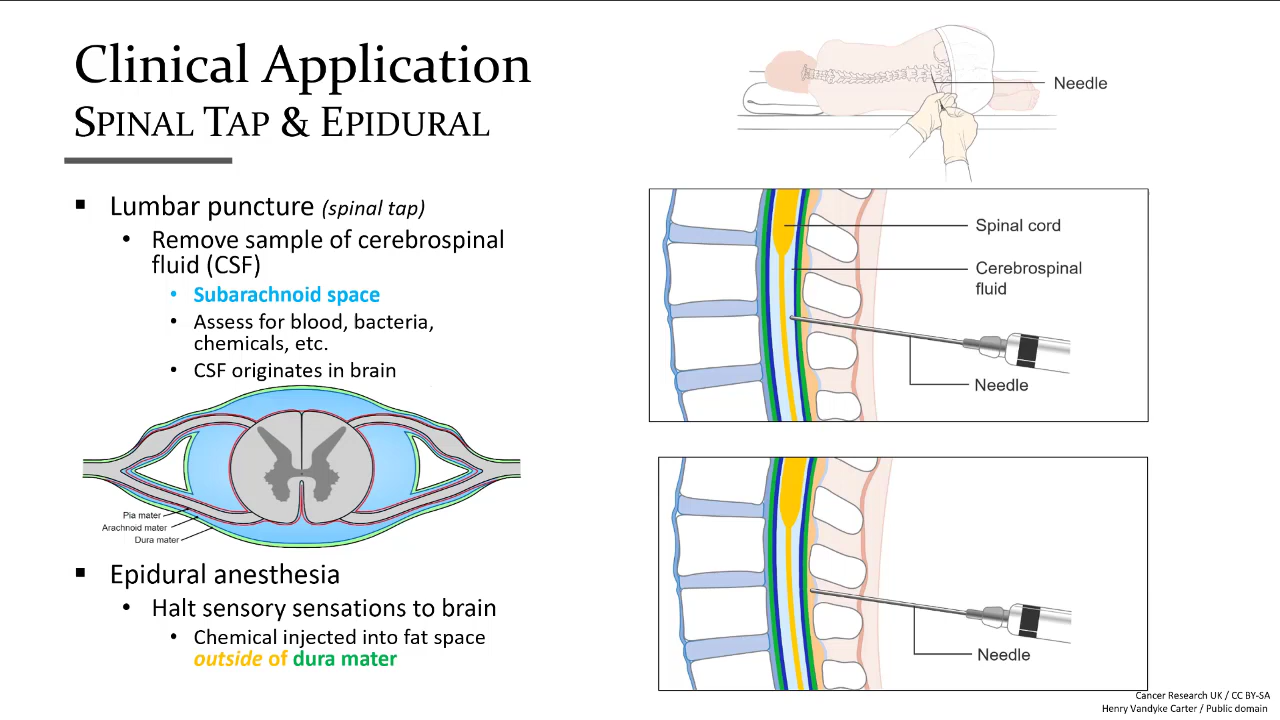 Clinical Application
SPINAL TAP & EPIDURAL
▪ Lumbar puncture (spinal tap)
• Remove sample of cerebrospinal
fluid (CSF)
• Subarachnoid space
• Assess for blood, bacteria,
chemicals, etc.
• CSF originates in brain
Pia mater
Arachnoid mater
Dura mater
▪ Epidural anesthesia
• Halt sensory sensations to brain
• Chemical injected into fat space
outside of dura mater
Needle
Spinal cord
Cerebrospinal
fluid
Needle
Needle
Cancer Research UK / CC BY-SA
Henry Vandyke Carter / Public domain